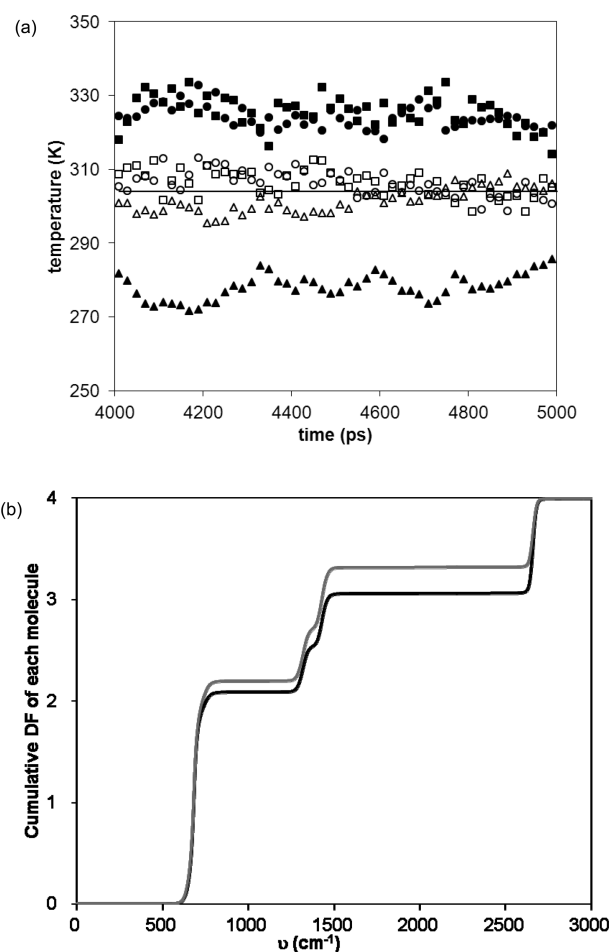 (a)
350
330
310
290
270
250
temperature (K)
4000 4200 4400 4600 4800 5000
time (ps)
(b)
4
3
2
1
0
Cumulative DF of each molecule
0 500 1000 1500 2000 2500 3000
υ (cm-1)